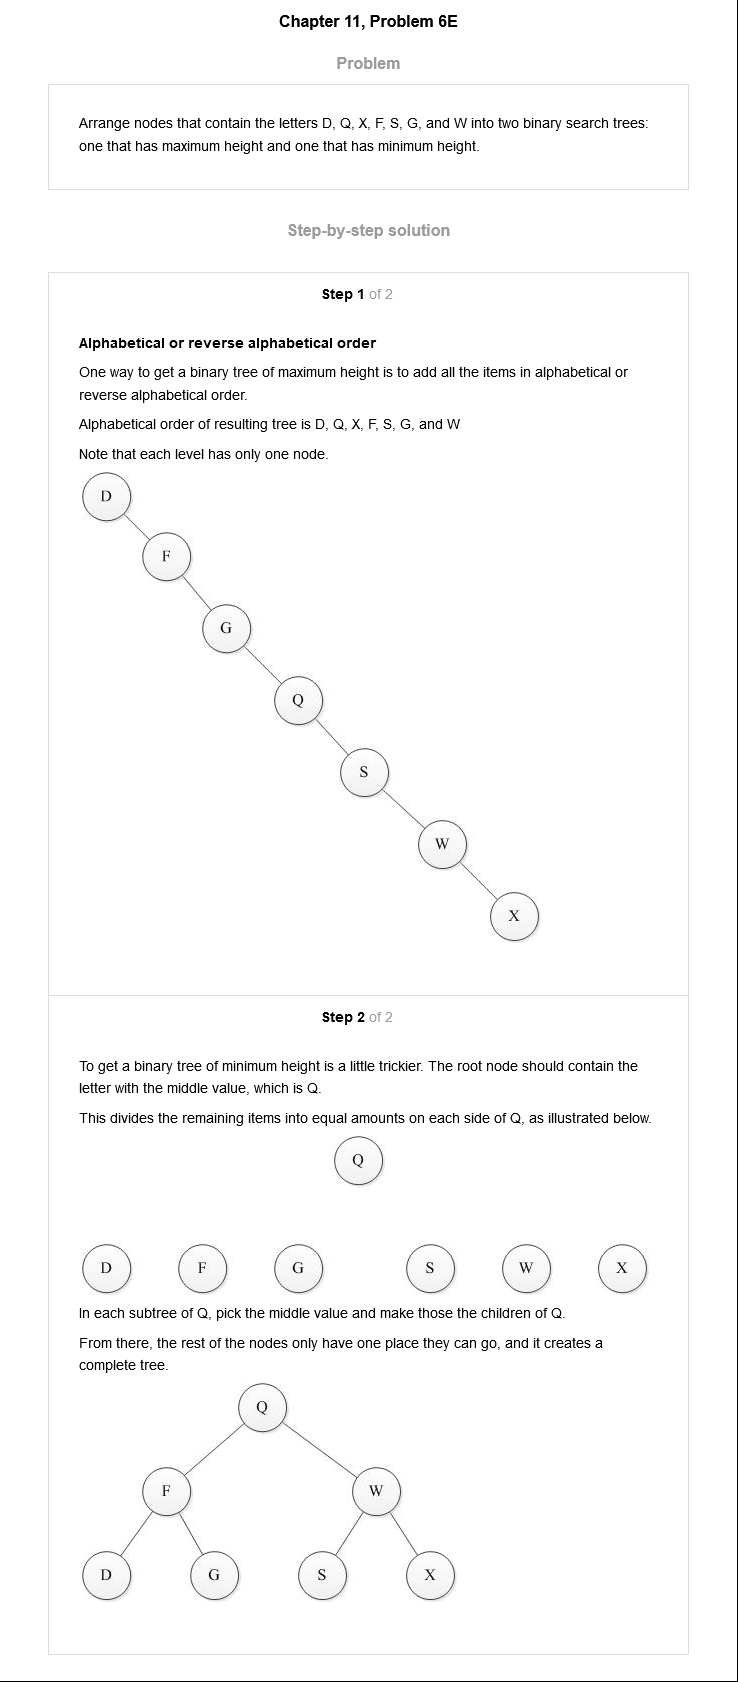 Chapter 11, Problem 6E
Problem
Arrange nodes that contain the letters D, Q, X, F, S, G, and W into two binary search trees:
one that has maximum height and one that has minimum height.
Step-by-step solution
Step 1 of 2
Alphabetical or reverse alphabetical order
One way to get a binary tree of maximum height is to add all the items in alphabetical or
reverse alphabetical order.
Alphabetical order of resulting tree is D, Q, X, F, S, G, and W
Note that each level has only one node.
D
F
G
Q
S
W
X
Step 2 of 2
To get a binary tree of minimum height is a little trickier. The root node should contain the
letter with the middle value, which is Q.
This divides the remaining items into equal amounts on each side of Q, as illustrated below.
Q
D F G S W X
In each subtree of Q, pick the middle value and make those the children of Q.
From there, the rest of the nodes only have one place they can go, and it creates a
complete tree.
Q
F W
D G S X